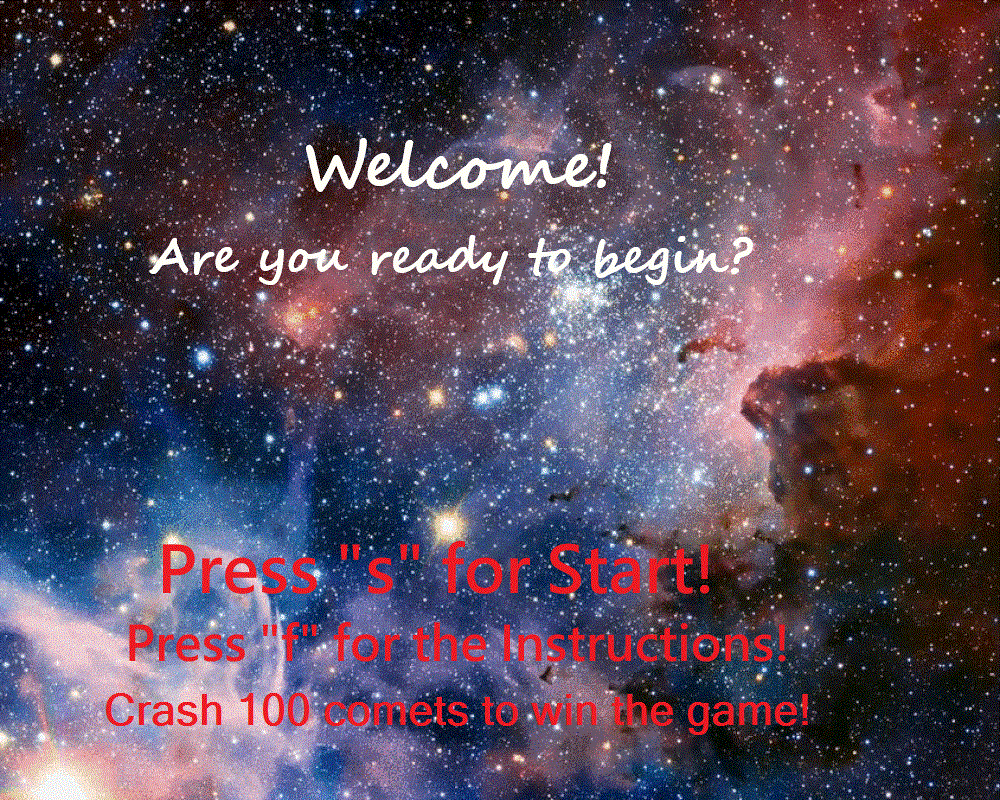 Welcome!
Are you ready to begin?
Press "s" for Start!
Press "f" for the Instructions!
Crash 100 comets to win the game!